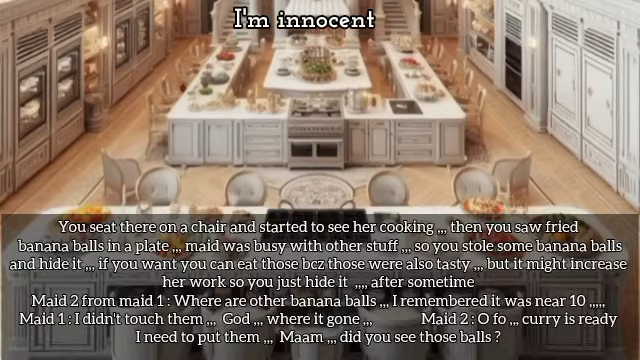 I'm innocent
You seat there on a chair and started to see her cooking ,,, then you saw fried
banana balls in a plate ,,, maid was busy with other stuff ,,, so you stole some banana balls
and hide it ,,, if you want you can eat those bcz those were also tasty ,,, but it might increase
her work so you just hide it ,,,, after sometime
Maid 2 from maid 1 : Where are other banana balls ,,, I remembered it was near 10 ,,,,,
Maid 1 : I didn't touch them ,,, God ,,, where it gone ,,, Maid 2 : O fo ,,, curry is ready
I need to put them ,,, Maam ,,, did you see those balls ?